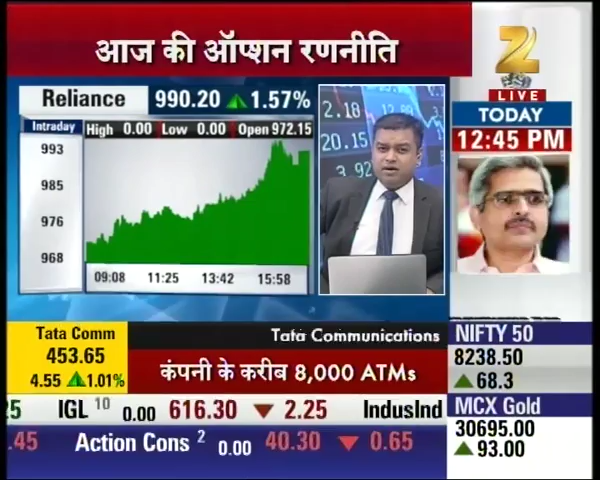 आज की ऑप्शन रणनीति
LIVE
Reliance 990.20 1.57%
Intraday High 0.00 Low 0.00 Open 972.15
993
985
976
968
09:08 11:25 13:42 15:58
2.18
20.15
3.92
TODAY
12:45 PM
Tata Comm
453.65
4.55 1.01%
Tata Communications
कंपनी के करीब 8,000 ATMs
NIFTY 50
8238.50
68.3
MCX Gold
30695.00
93.00
25 IGL 10 0.00 616.30 2.25 IndusInd
.45 Action Cons 2 0.00 40.30 0.65